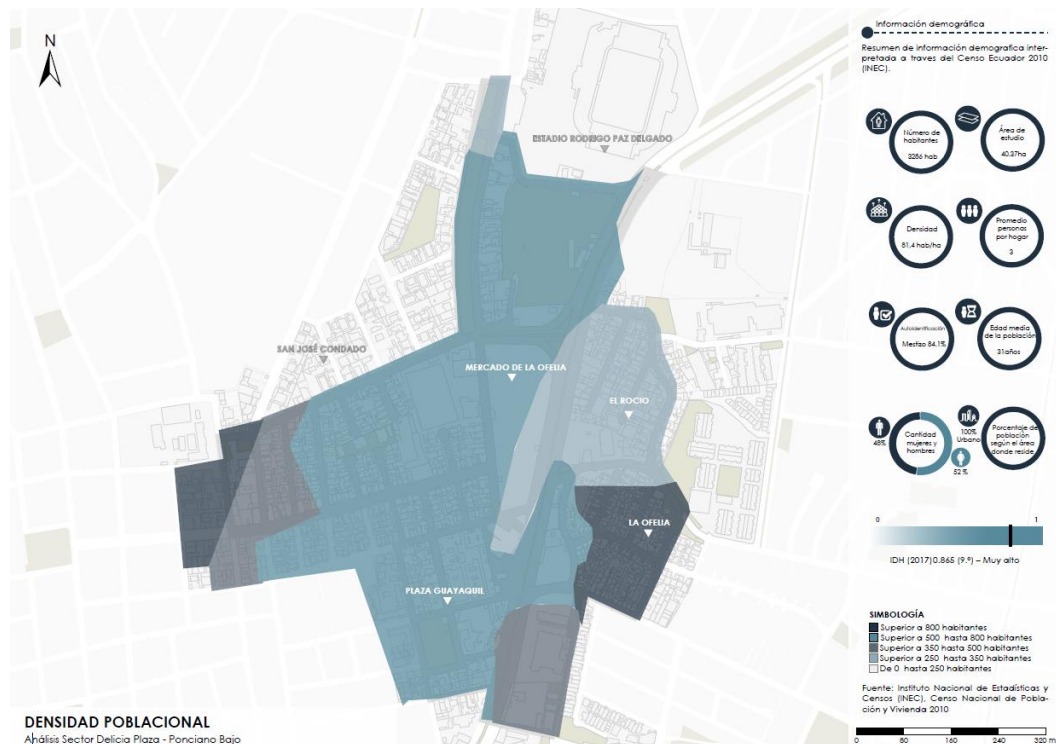 N
ESTADIO RODRIGO PAZ DELGADO
SAN JOSÉ CONDADO
MERCADO DE LA OFELIA
EL ROCIO
LA OFELIA
PLAZA GUAYAQUIL
DENSIDAD POBLACIONAL
Análisis Sector Delicia Plaza - Ponciano Bajo
Información demográfica
Resumen de información demografica inter-
pretada a traves del Censo Ecuador 2010
(INEC).
Número de
habitantes
3286 hab
Área de
estudio
40.37ha
Densidad
81,4 hab/ha
Promedio
personas
por hogar
3
Autoidentificación
Mestizo 84.1%
Edad media
de la población
31años
48%
Cantidad
mujeres y
hombres
52 %
100%
Urbano
Porcentaje de
población
según el área
donde reside
0 1
IDH (2017)0.865 (9.º) – Muy alto
SIMBOLOGÍA
Superior a 800 habitantes
Superior a 500 hasta 800 habitantes
Superior a 350 hasta 500 habitantes
Superior a 250 hasta 350 habitantes
De 0 hasta 250 habitantes
Fuente: Instituto Nacional de Estadísticas y
Censos (INEC), Censo Nacional de Pobla-
ción y Vivienda 2010
0 80 160 240 320 m